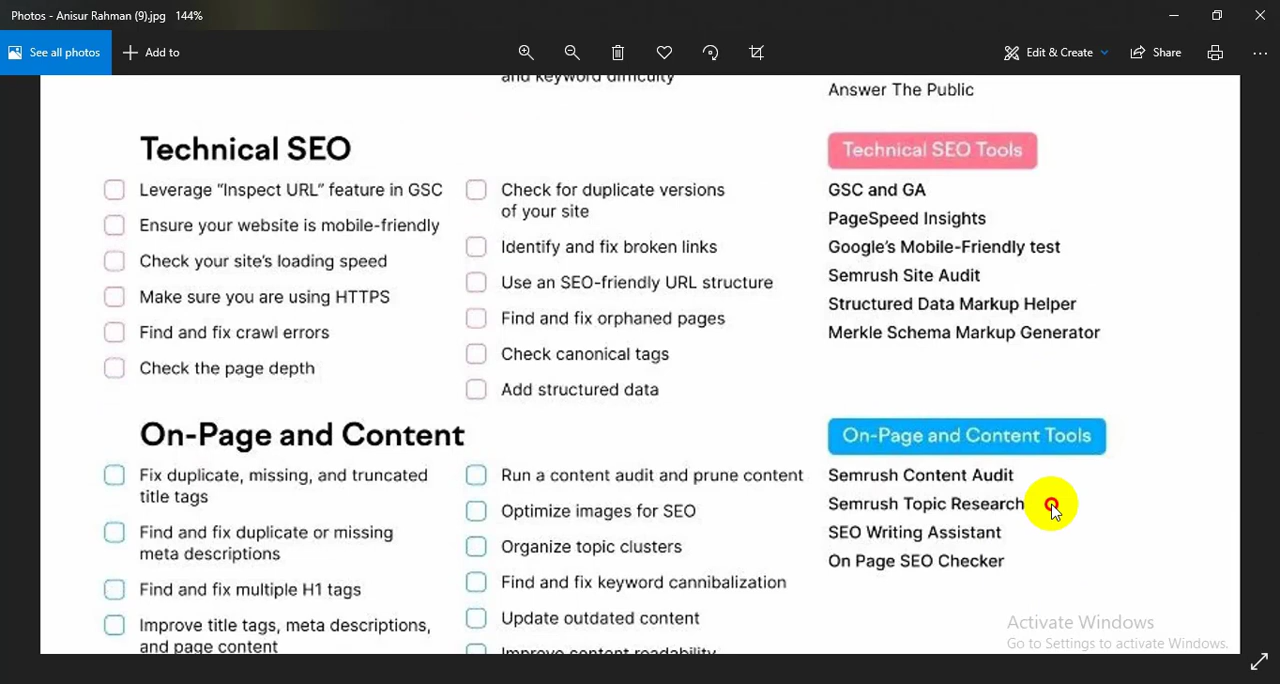 Photos - Anisur Rahman (9).jpg 144%
See all photos
Add to
Edit & Create
Share
and keyword difficulty
Answer The Public
Technical SEO
Leverage “Inspect URL” feature in GSC
Ensure your website is mobile-friendly
Check your site's loading speed
Make sure you are using HTTPS
Find and fix crawl errors
Check the page depth
Check for duplicate versions
of your site
Identify and fix broken links
Use an SEO-friendly URL structure
Find and fix orphaned pages
Check canonical tags
Add structured data
Technical SEO Tools
GSC and GA
PageSpeed Insights
Google's Mobile-Friendly test
Semrush Site Audit
Structured Data Markup Helper
Merkle Schema Markup Generator
On-Page and Content
Fix duplicate, missing, and truncated
title tags
Find and fix duplicate or missing
meta descriptions
Find and fix multiple H1 tags
Improve title tags, meta descriptions,
and page content
Run a content audit and prune content
Optimize images for SEO
Organize topic clusters
Find and fix keyword cannibalization
Update outdated content
Improve content readability
On-Page and Content Tools
Semrush Content Audit
Semrush Topic Research
SEO Writing Assistant
On Page SEO Checker
Activate Windows
Go to Settings to activate Windows.